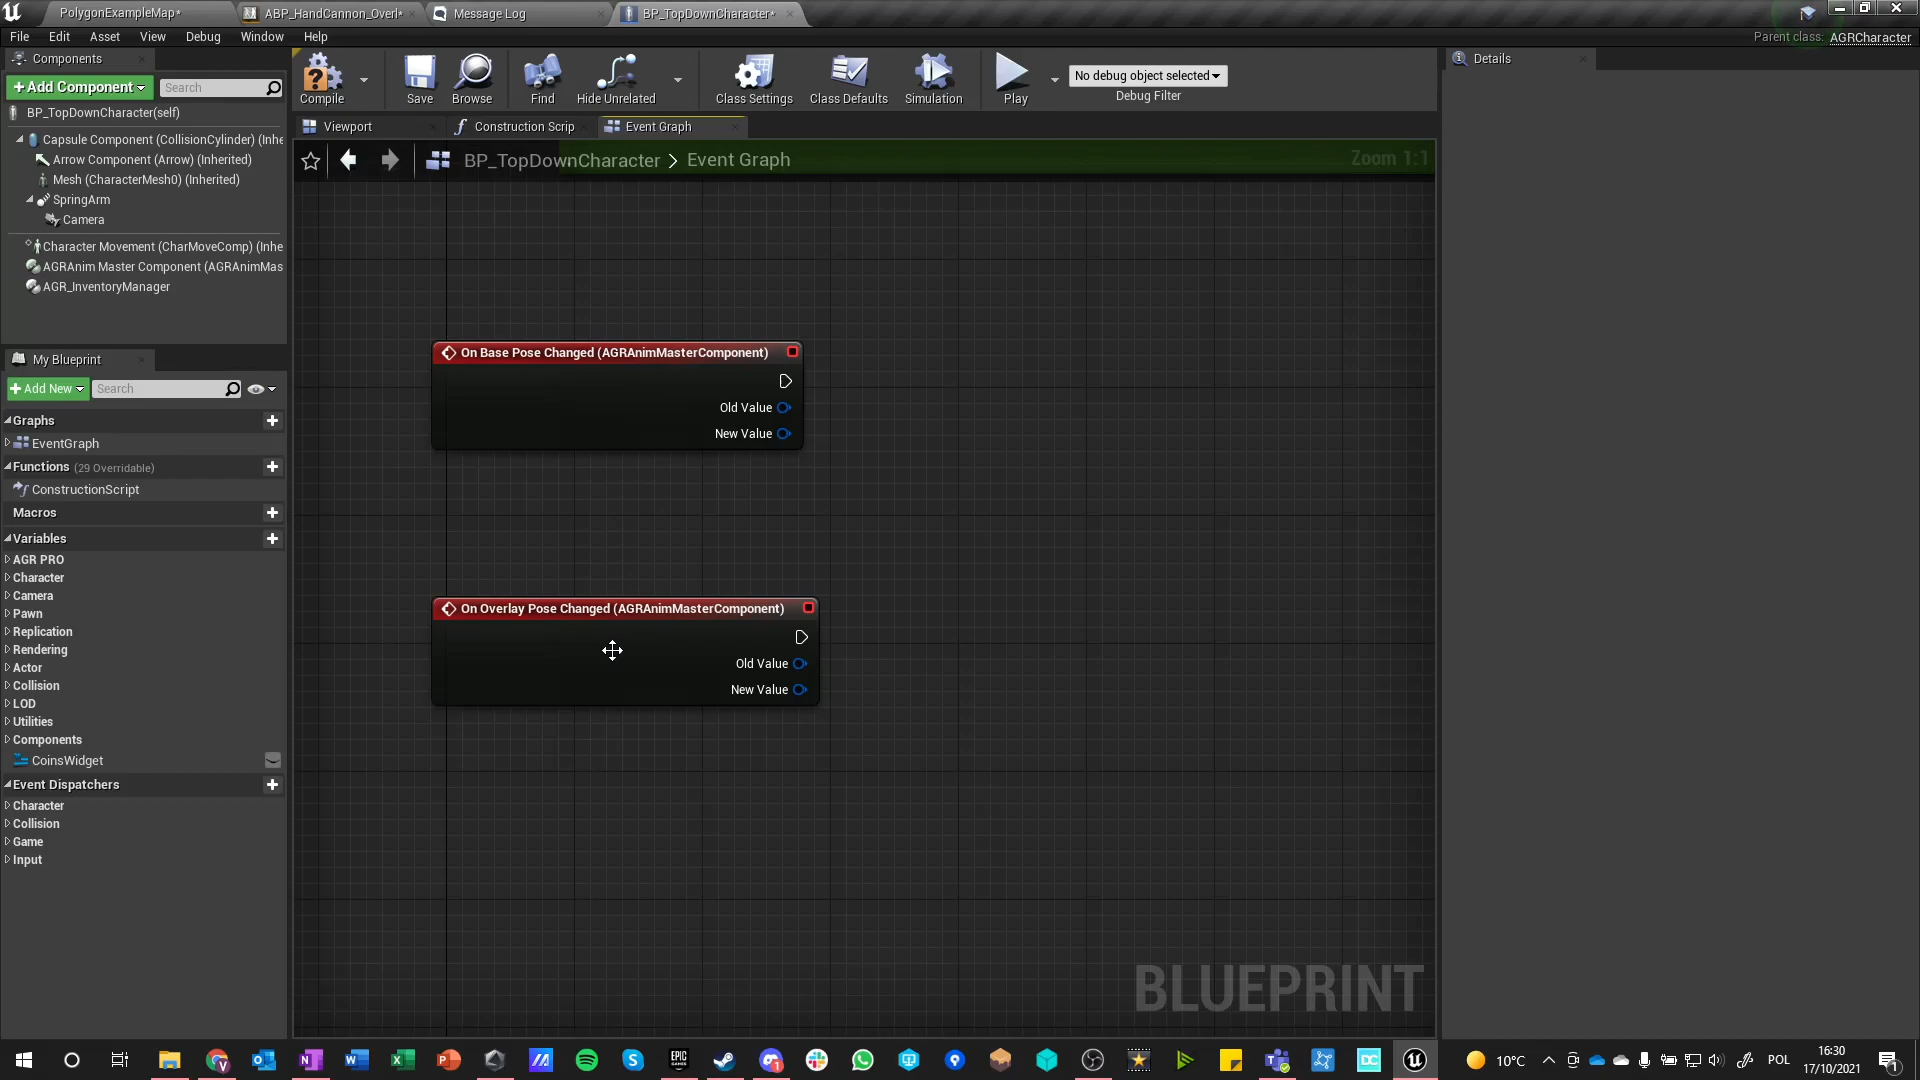 PolygonExampleMap*
ABP_HandCannon_Overl*
Message Log
BP_TopDownCharacter*
File Edit Asset View Debug Window Help
Parent class: AGRCharacter
Components
+Add Component
Search
BP_TopDownCharacter(self)
Capsule Component (CollisionCylinder) (Inhe
Arrow Component (Arrow) (Inherited)
Mesh (CharacterMesh0) (Inherited)
SpringArm
Camera
Character Movement (CharMoveComp) (Inhe
AGRAnim Master Component (AGRAnimMas
AGR_InventoryManager
My Blueprint
+Add New
Search
Graphs
EventGraph
Functions (29 Overridable)
ConstructionScript
Macros
Variables
AGR PRO
Character
Camera
Pawn
Replication
Rendering
Actor
Collision
LOD
Utilities
Components
CoinsWidget
Event Dispatchers
Character
Collision
Game
Input
Compile
Save
Browse
Find
Hide Unrelated
Class Settings
Class Defaults
Simulation
Play
No debug object selected
Debug Filter
Viewport
Construction Scrip
Event Graph
BP_TopDownCharacter > Event Graph
Zoom 1:1
On Base Pose Changed (AGRAnimMasterComponent)
Old Value
New Value
On Overlay Pose Changed (AGRAnimMasterComponent)
Old Value
New Value
BLUEPRINT
Details
EPIC
GAMES
DC
10°C
POL
16:30
17/10/2021